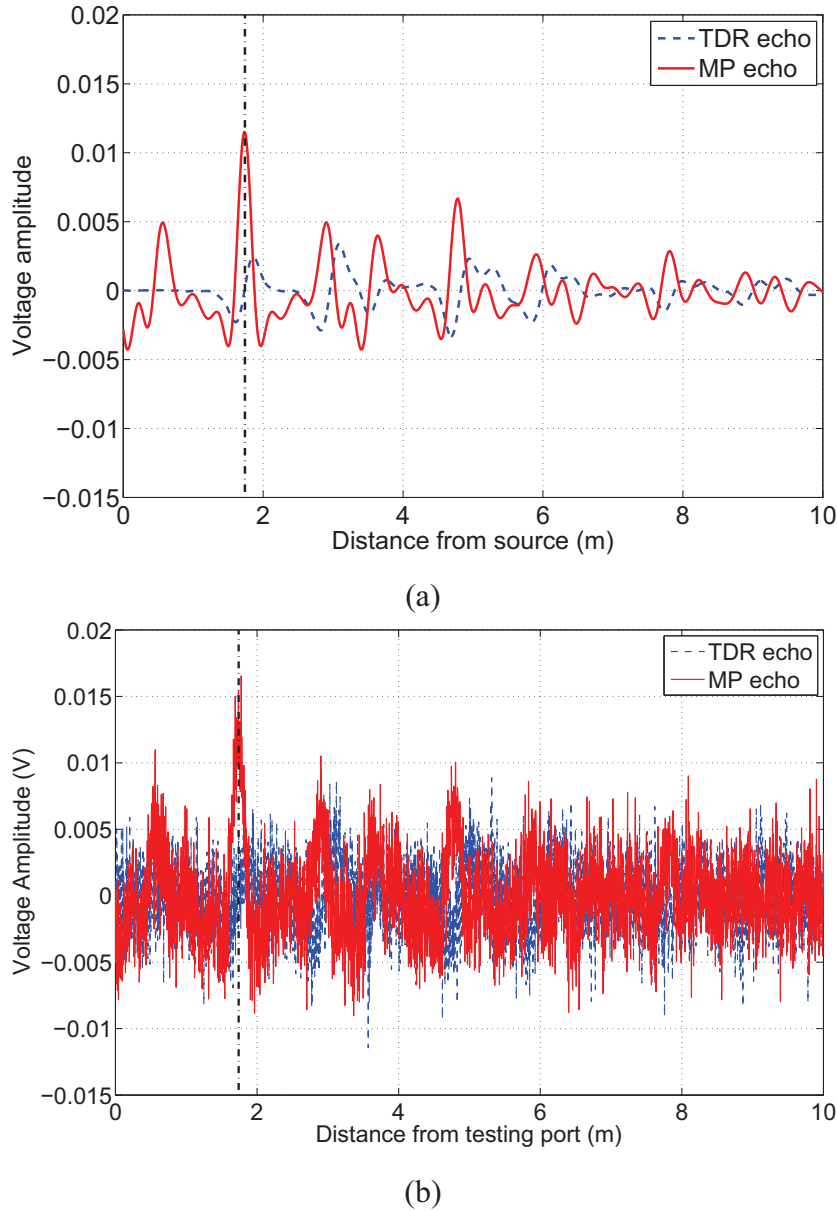 0.02
0.015
0.01
0.005
0
−0.005
−0.01
−0.015
Voltage amplitude
TDR echo
MP echo
0 2 4 6 8 10
Distance from source (m)
(a)
0.02
0.015
0.01
0.005
0
−0.005
−0.01
−0.015
Voltage Amplitude (V)
TDR echo
MP echo
0 2 4 6 8 10
Distance from testing port (m)
(b)